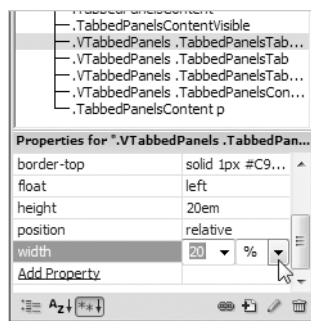 .TabbedPanelsContent
.TabbedPanelsContentVisible
.VTabbedPanels .TabbedPanelsTab...
.VTabbedPanels .TabbedPanelsTab
.VTabbedPanels .TabbedPanelsTab...
.VTabbedPanels .TabbedPanelsCon...
.TabbedPanelsContent p
Properties for ".VTabbedPanels .TabbedPan...
border-top solid 1px #C9...
float left
height 20em
position relative
width 20 %
Add Property
A Z
**